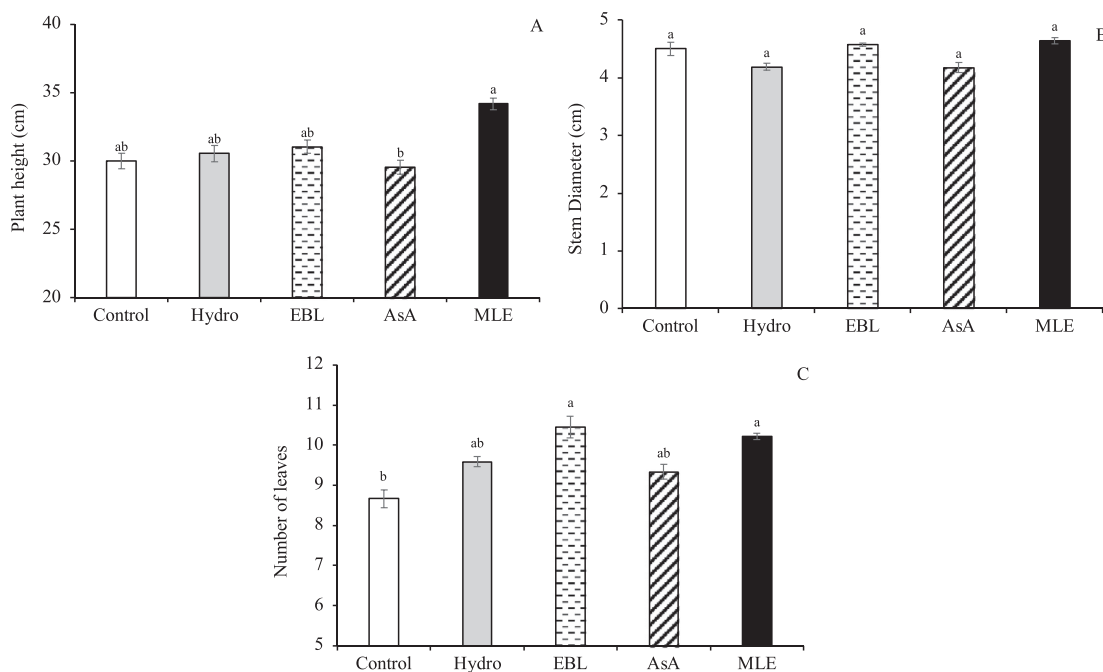 A
Plant height (cm)
40
35
30
25
20
ab
ab
ab
b
a
Control Hydro EBL AsA MLE
B
Stem Diameter (cm)
5
4
3
2
1
0
a
a
a
a
a
Control Hydro EBL AsA MLE
C
Number of leaves
12
11
10
9
8
7
6
5
b
ab
a
ab
a
Control Hydro EBL AsA MLE